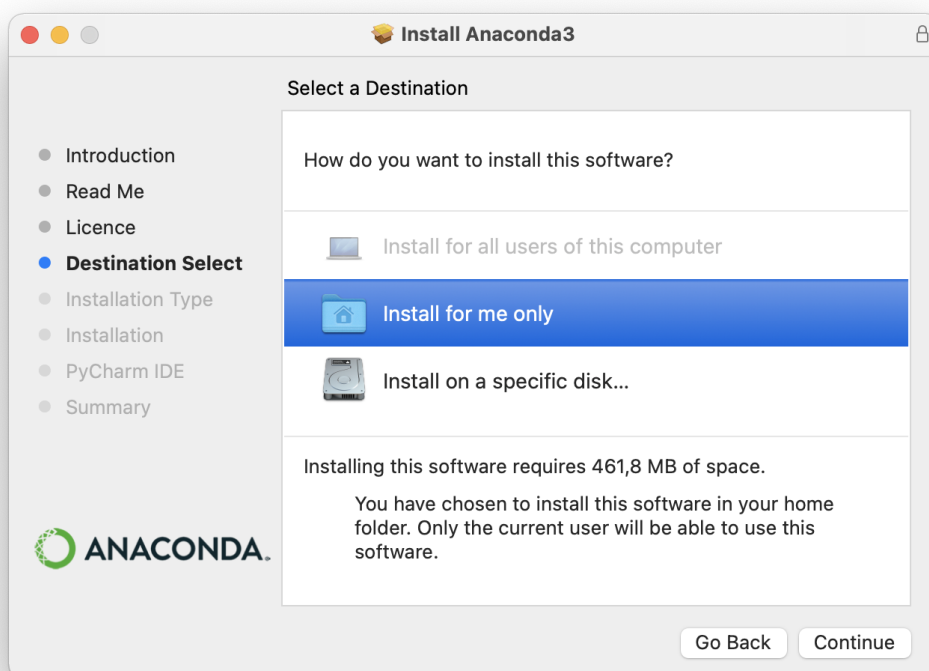 Install Anaconda3
Select a Destination
Introduction
Read Me
Licence
Destination Select
Installation Type
Installation
PyCharm IDE
Summary
ANACONDA.
How do you want to install this software?
Install for all users of this computer
Install for me only
Install on a specific disk...
Installing this software requires 461,8 MB of space.
You have chosen to install this software in your home
folder. Only the current user will be able to use this
software.
Go Back
Continue